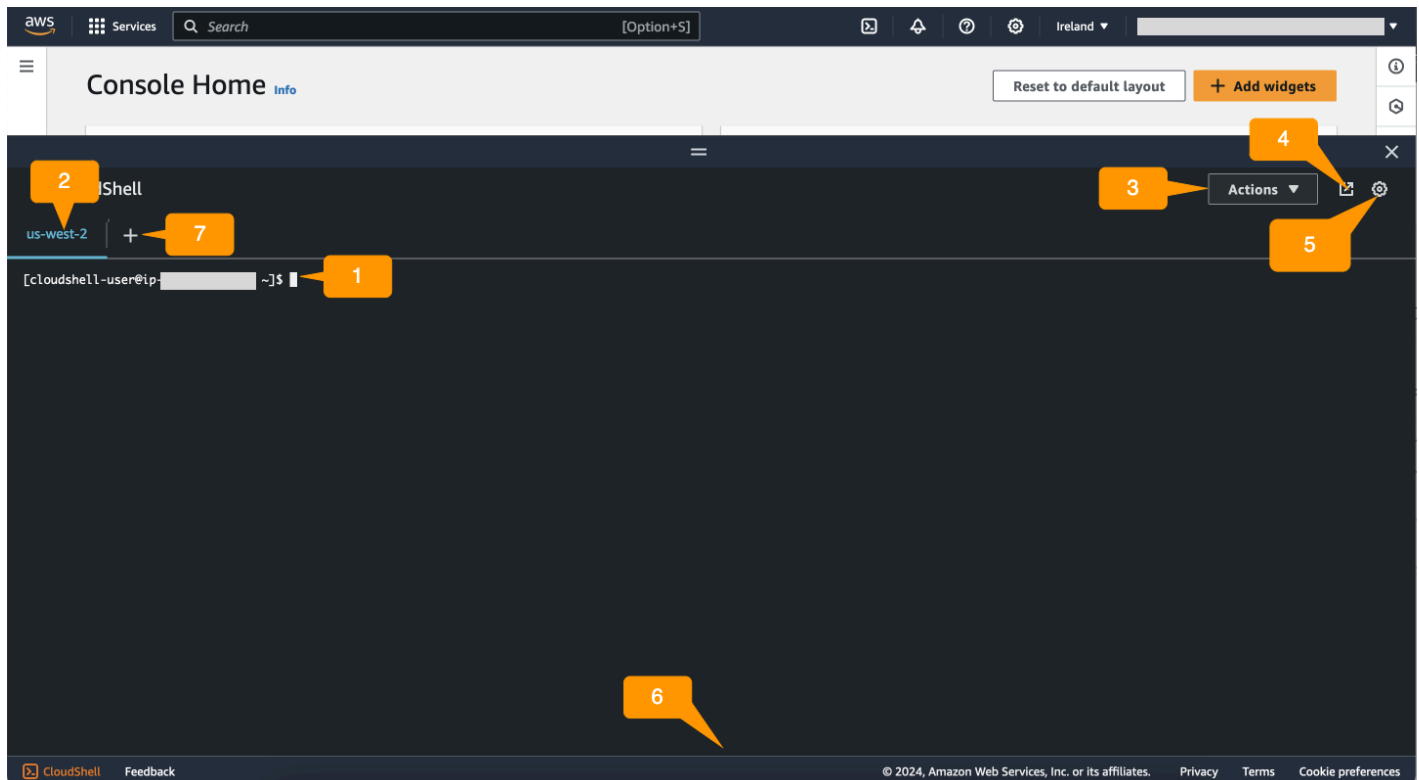 aws Services Search [Option+S] Ireland
Console Home Info Reset to default layout + Add widgets
4
2 dShell 3 Actions
us-west-2 + 7 5
[cloudshell-user@ip- ~]$ 1
6
CloudShell Feedback © 2024, Amazon Web Services, Inc. or its affiliates. Privacy Terms Cookie preferences